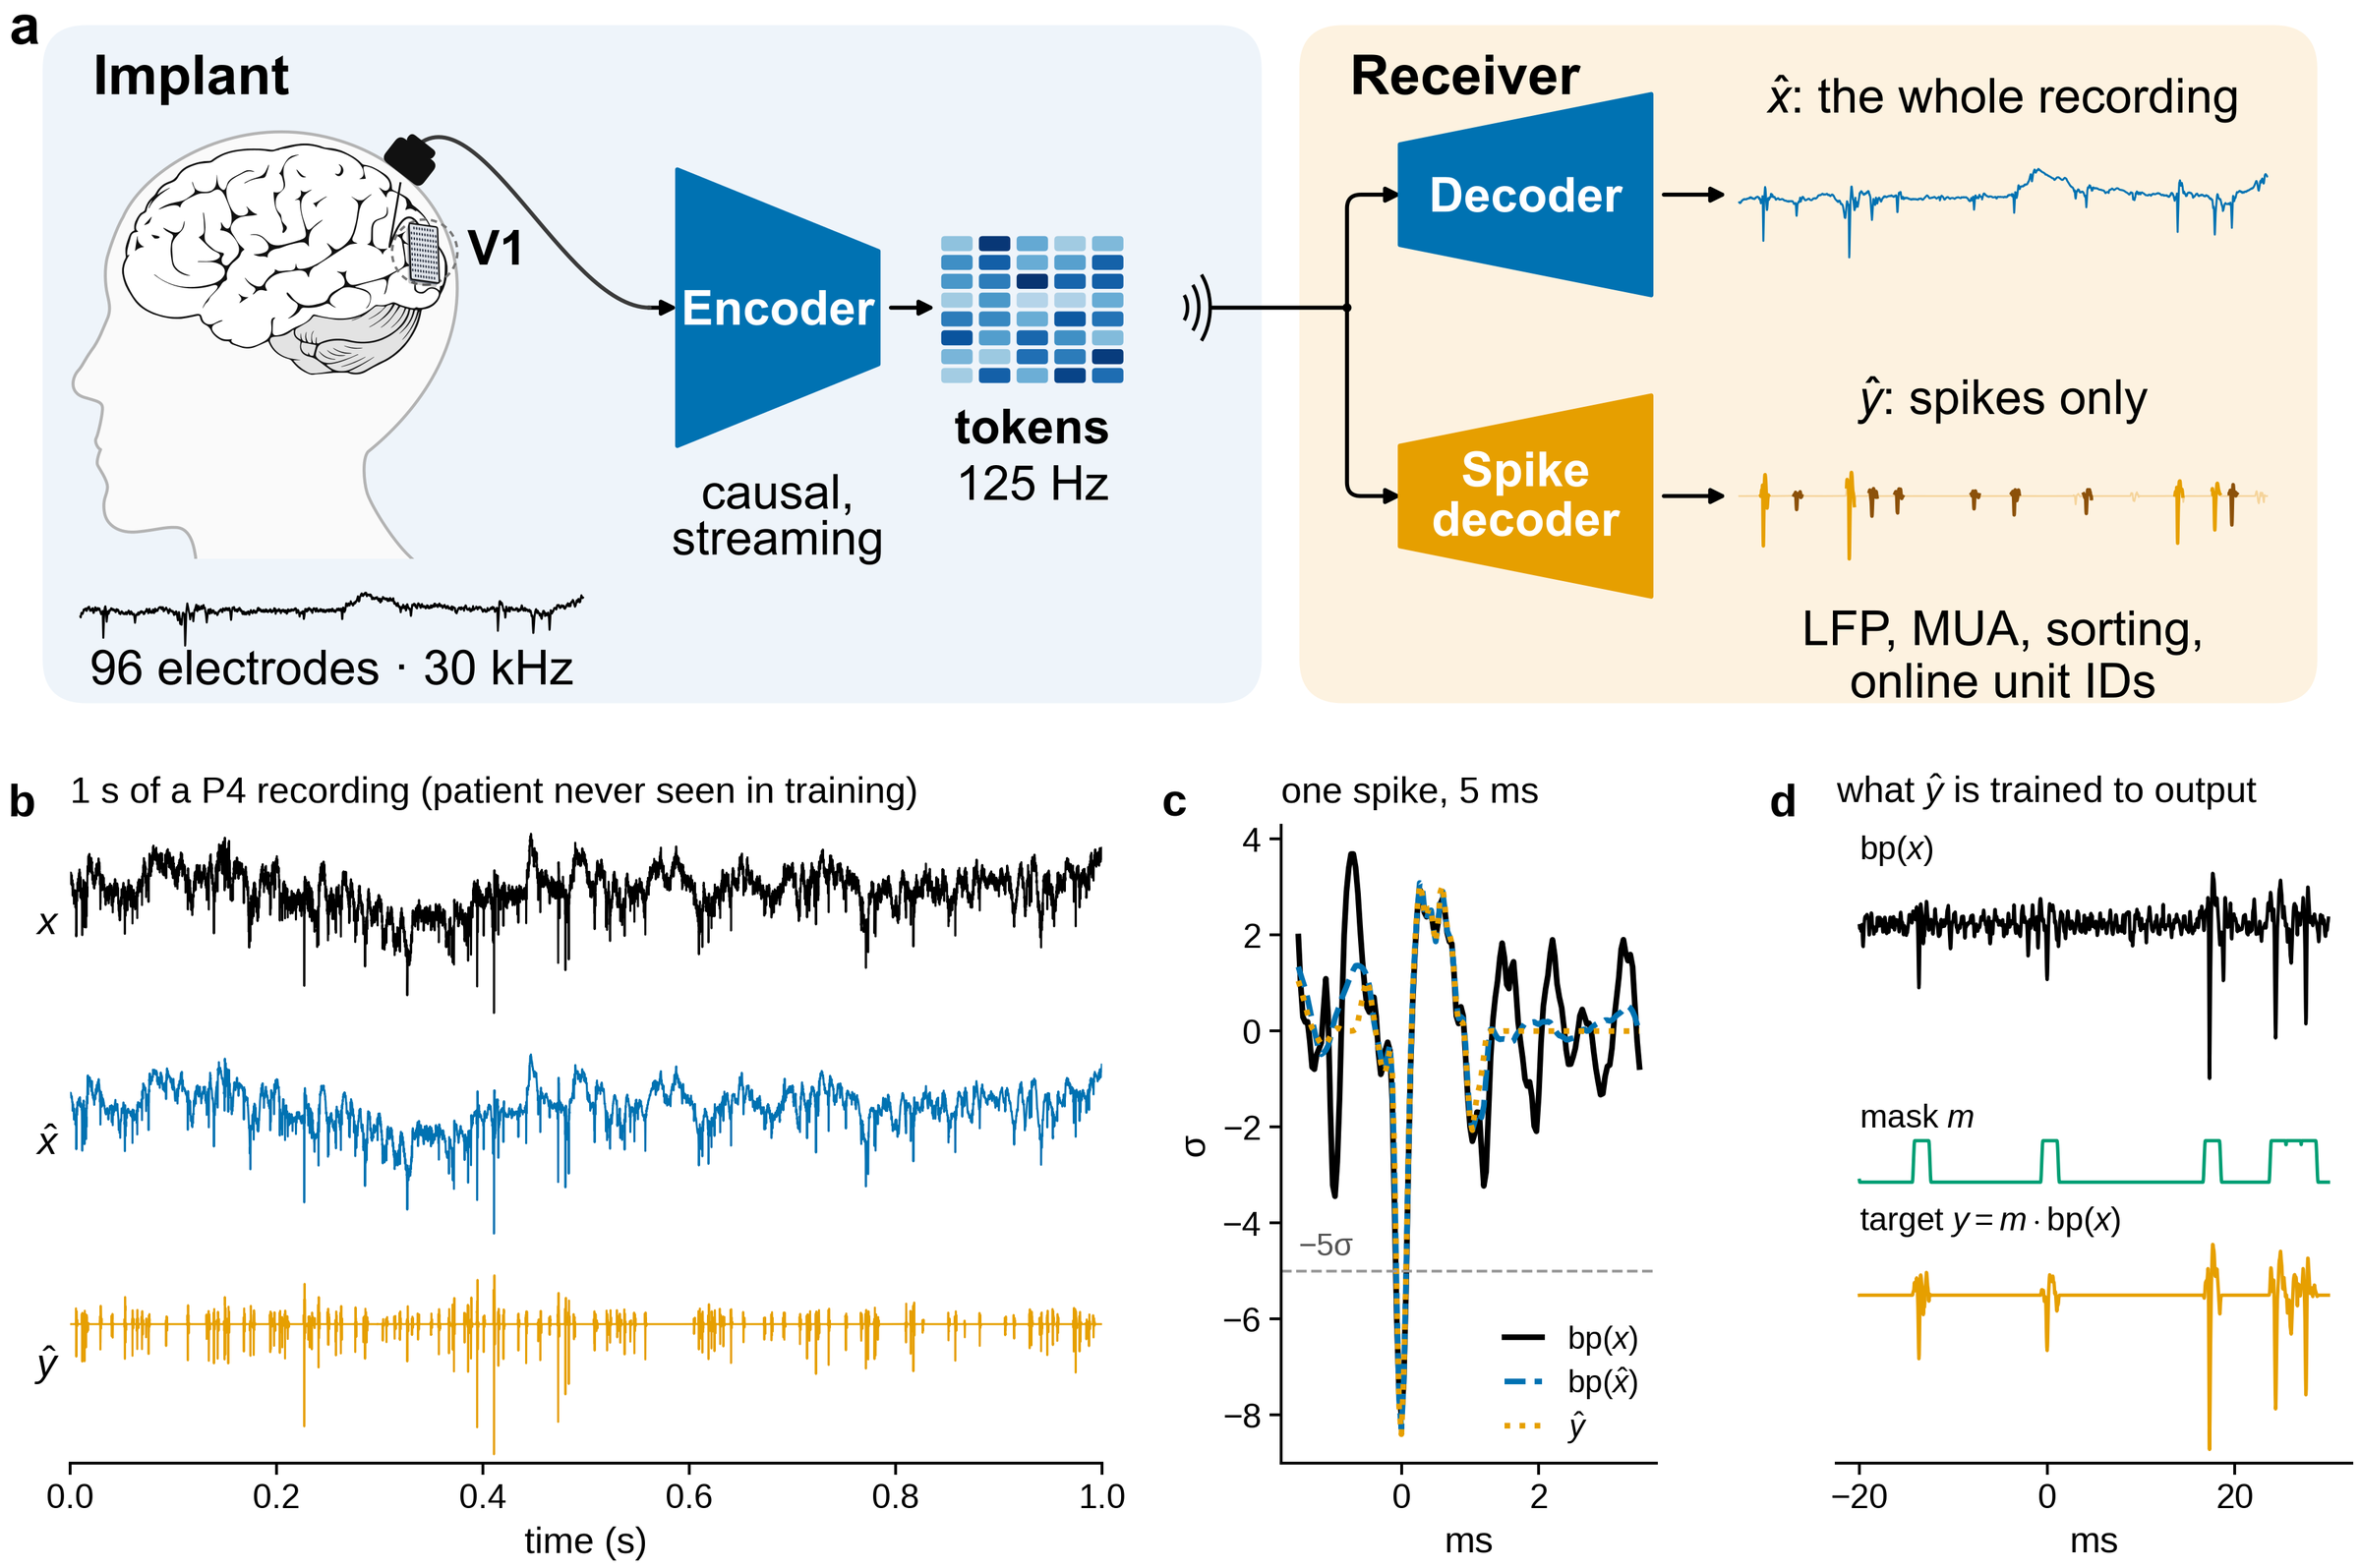 a
Implant
V1
Encoder
causal,
streaming
tokens
125 Hz
96 electrodes · 30 kHz
Receiver
Decoder
x̂: the whole recording
Spike
decoder
ŷ: spikes only
LFP, MUA, sorting,
online unit IDs
b
1 s of a P4 recording (patient never seen in training)
x
x̂
ŷ
0.0 0.2 0.4 0.6 0.8 1.0
time (s)
c
one spike, 5 ms
σ
4
2
0
−2
−4
−6
−8
−5σ
bp(x)
bp(x̂)
ŷ
0 2
ms
d
what ŷ is trained to output
bp(x)
mask m
target y = m · bp(x)
−20 0 20
ms